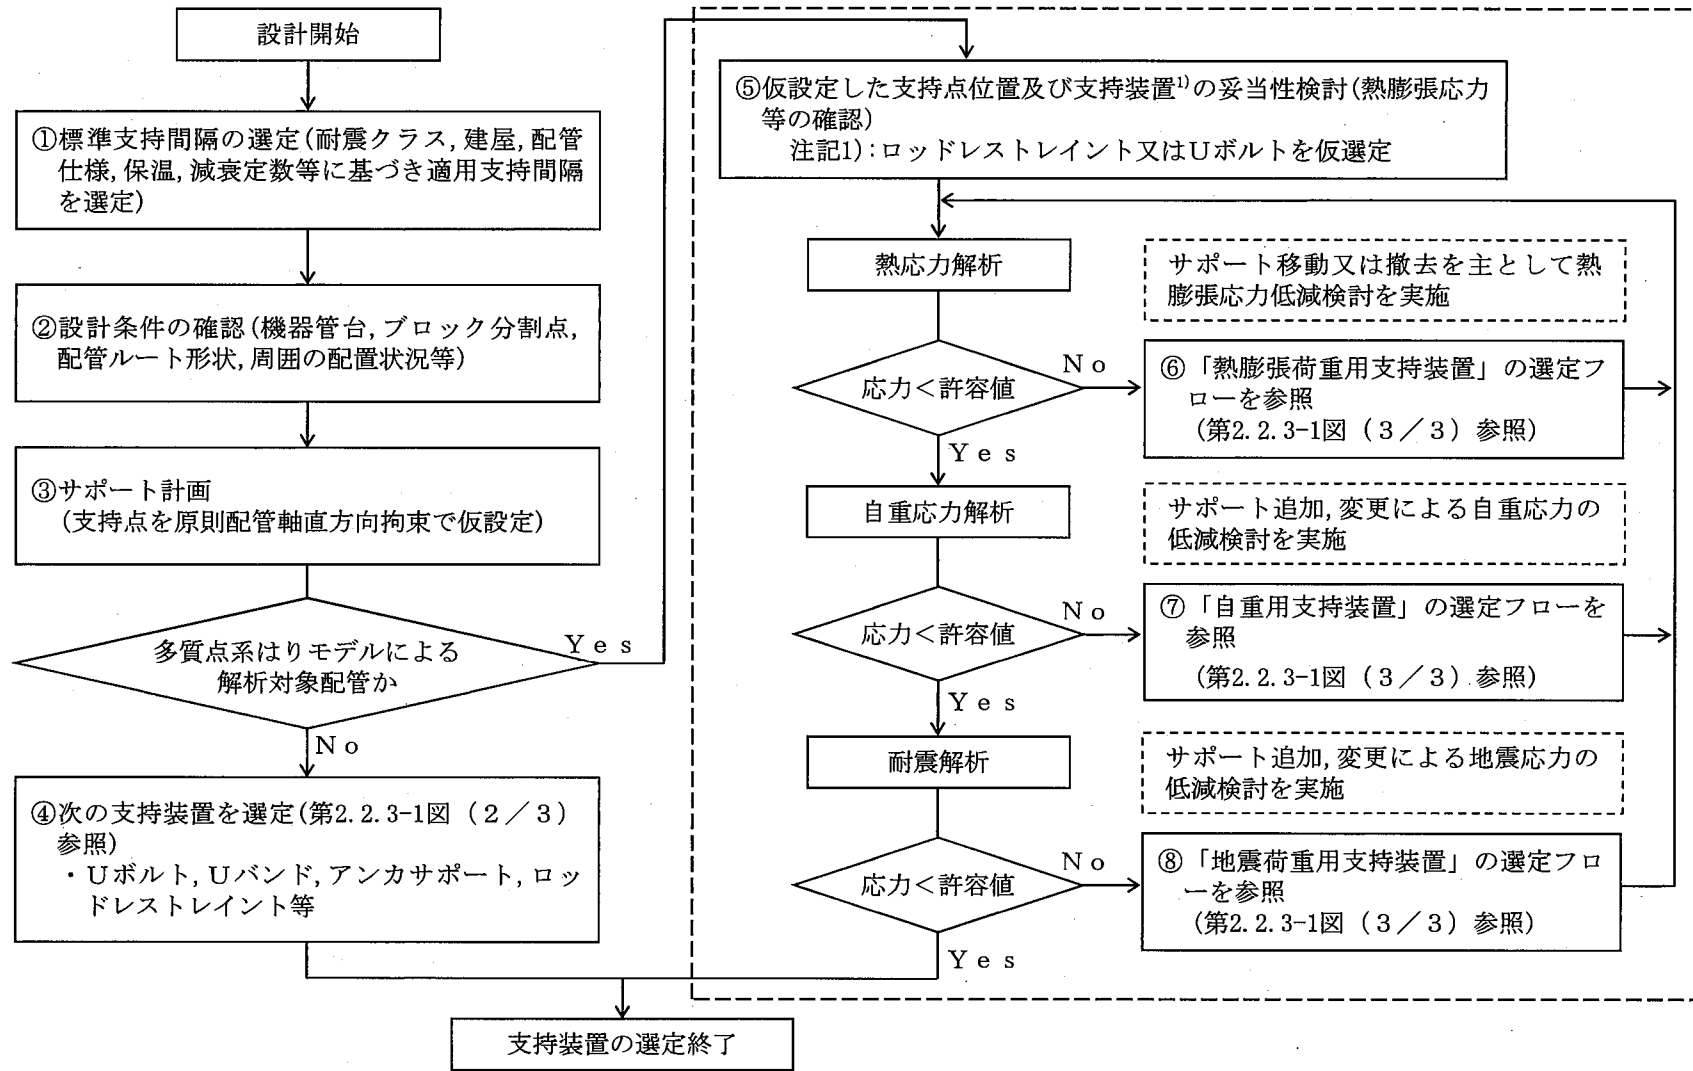 設計開始
①標準支持間隔の選定(耐震クラス,建屋,配管
仕様,保温,減衰定数等に基づき適用支持間隔
を選定)
②設計条件の確認(機器管台,ブロック分割点,
配管ルート形状,周囲の配置状況等)
③サポート計画
(支持点を原則配管軸直方向拘束で仮設定)
多質点系はりモデルによる
解析対象配管か
Yes
No
④次の支持装置を選定(第2.2.3-1図(2/3)
参照)
・Uボルト,Uバンド,アンカサポート,ロッ
ドレストレイント等
⑤仮設定した支持点位置及び支持装置1)の妥当性検討(熱膨張応力
等の確認)
注記1):ロッドレストレイント又はUボルトを仮選定
熱応力解析
サポート移動又は撤去を主として熱
膨張応力低減検討を実施
応力<許容値
No
⑥「熱膨張荷重用支持装置」の選定フ
ローを参照
(第2.2.3-1図(3/3)参照)
Yes
自重応力解析
サポート追加,変更による自重応力の
低減検討を実施
応力<許容値
No
⑦「自重用支持装置」の選定フローを
参照
(第2.2.3-1図(3/3)参照)
Yes
耐震解析
サポート追加,変更による地震応力の
低減検討を実施
応力<許容値
No
⑧「地震荷重用支持装置」の選定フロ
ーを参照
(第2.2.3-1図(3/3)参照)
Yes
支持装置の選定終了